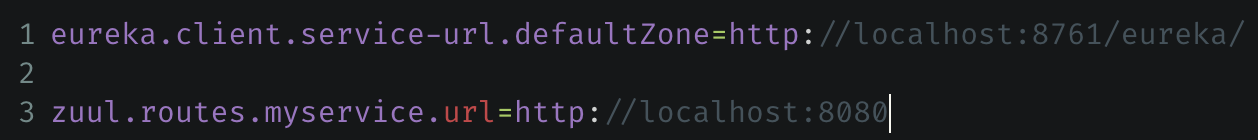 1 eureka.client.service-url.defaultZone=http://localhost:8761/eureka/
2
3 zuul.routes.myservice.url=http://localhost:8080